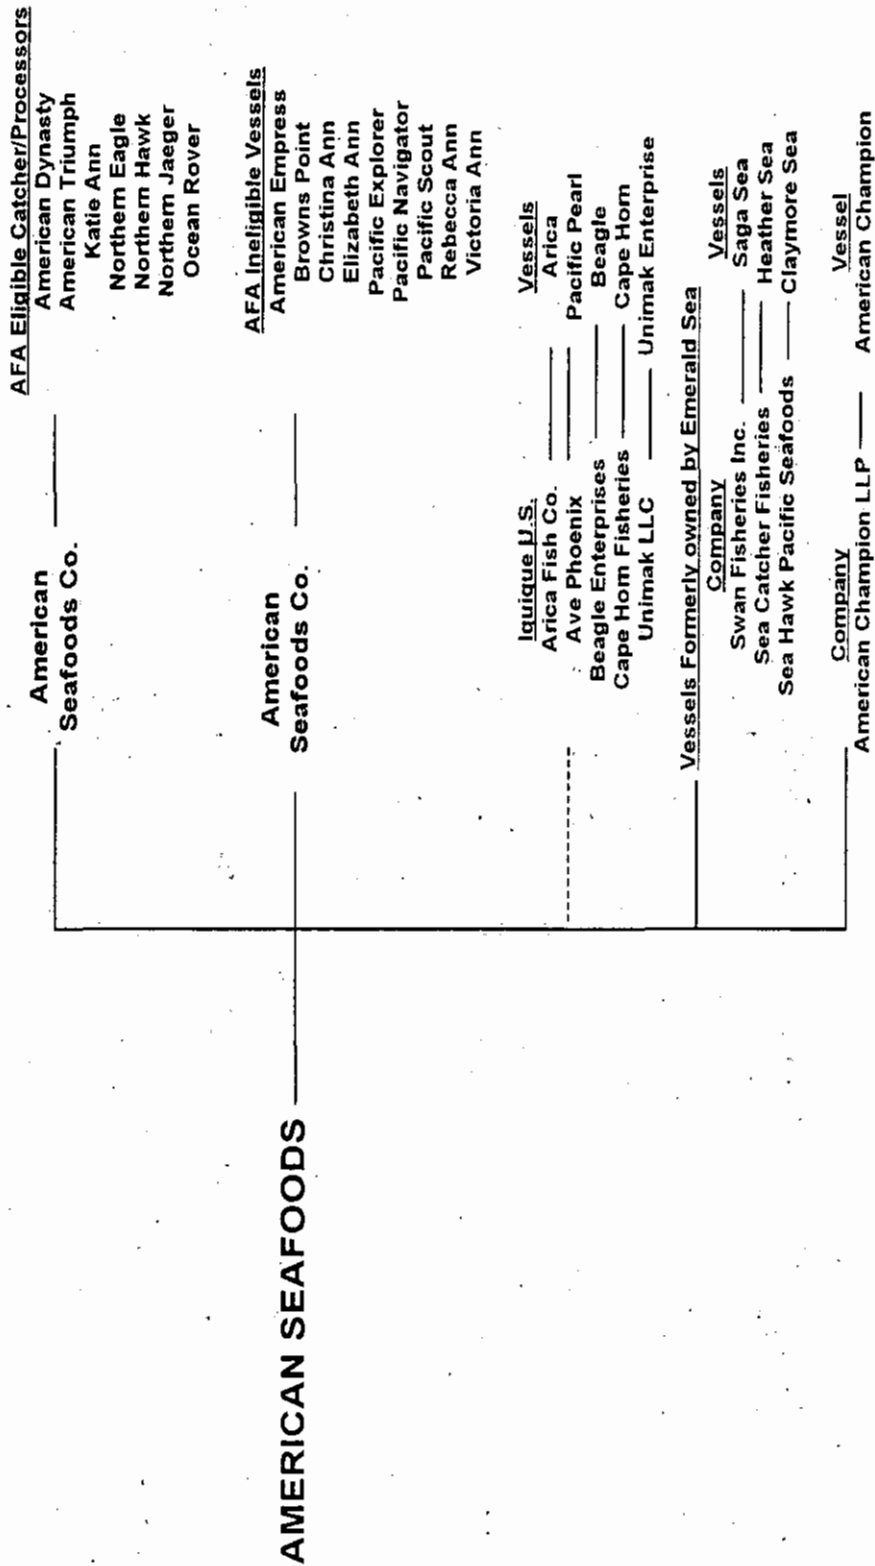 AMERICAN SEAFOODS
American
Seafoods Co.
AFA Eligible Catcher/Processors
American Dynasty
American Triumph
Katie Ann
Northern Eagle
Northern Hawk
Northern Jaeger
Ocean Rover
American
Seafoods Co.
AFA Ineligible Vessels
American Empress
Browns Point
Christina Ann
Elizabeth Ann
Pacific Explorer
Pacific Navigator
Pacific Scout
Rebecca Ann
Victoria Ann
Iquique U.S. Vessels
Arica Fish Co. Arica
Ave Phoenix Pacific Pearl
Beagle Enterprises Beagle
Cape Horn Fisheries Cape Horn
Unimak LLC Unimak Enterprise
Vessels Formerly owned by Emerald Sea
Company Vessels
Swan Fisheries Inc. Saga Sea
Sea Catcher Fisheries Heather Sea
Sea Hawk Pacific Seafoods Claymore Sea
Company Vessel
American Champion LLP American Champion